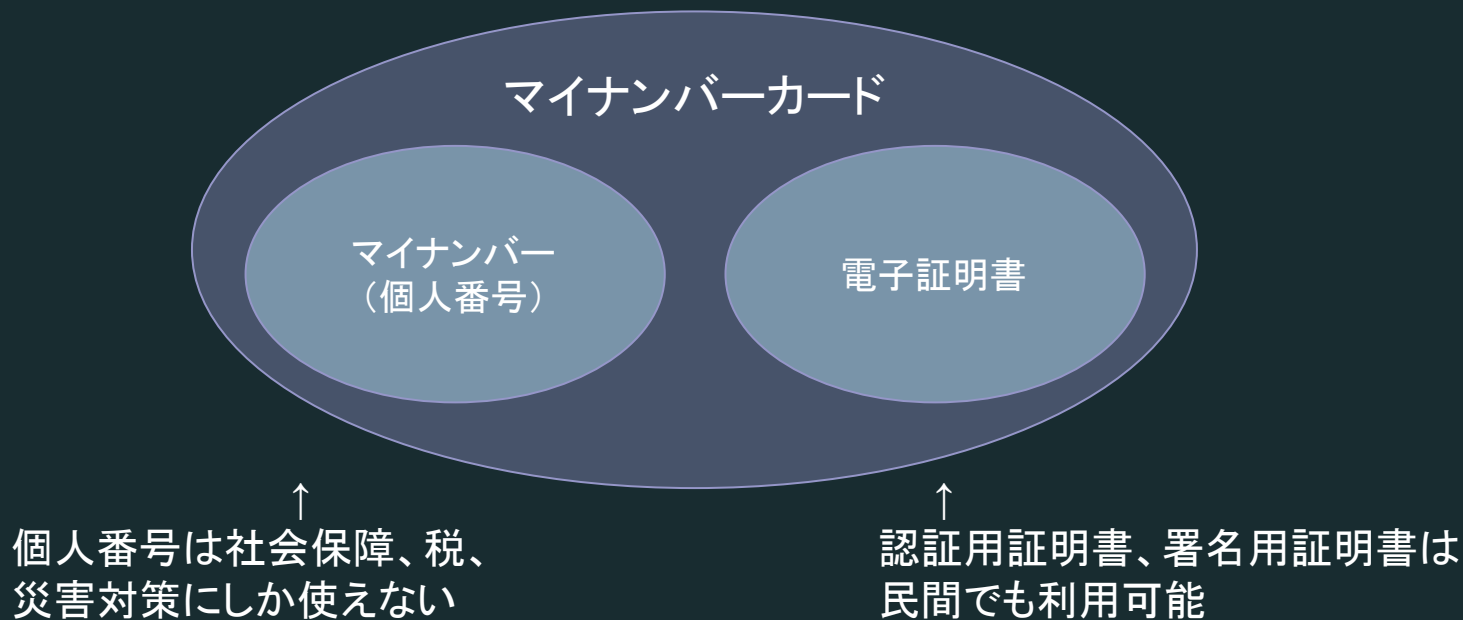 マイナンバーカード
マイナンバー
（個人番号）
電子証明書
↑
個人番号は社会保障、税、
災害対策にしか使えない
↑
認証用証明書、署名用証明書は
民間でも利用可能